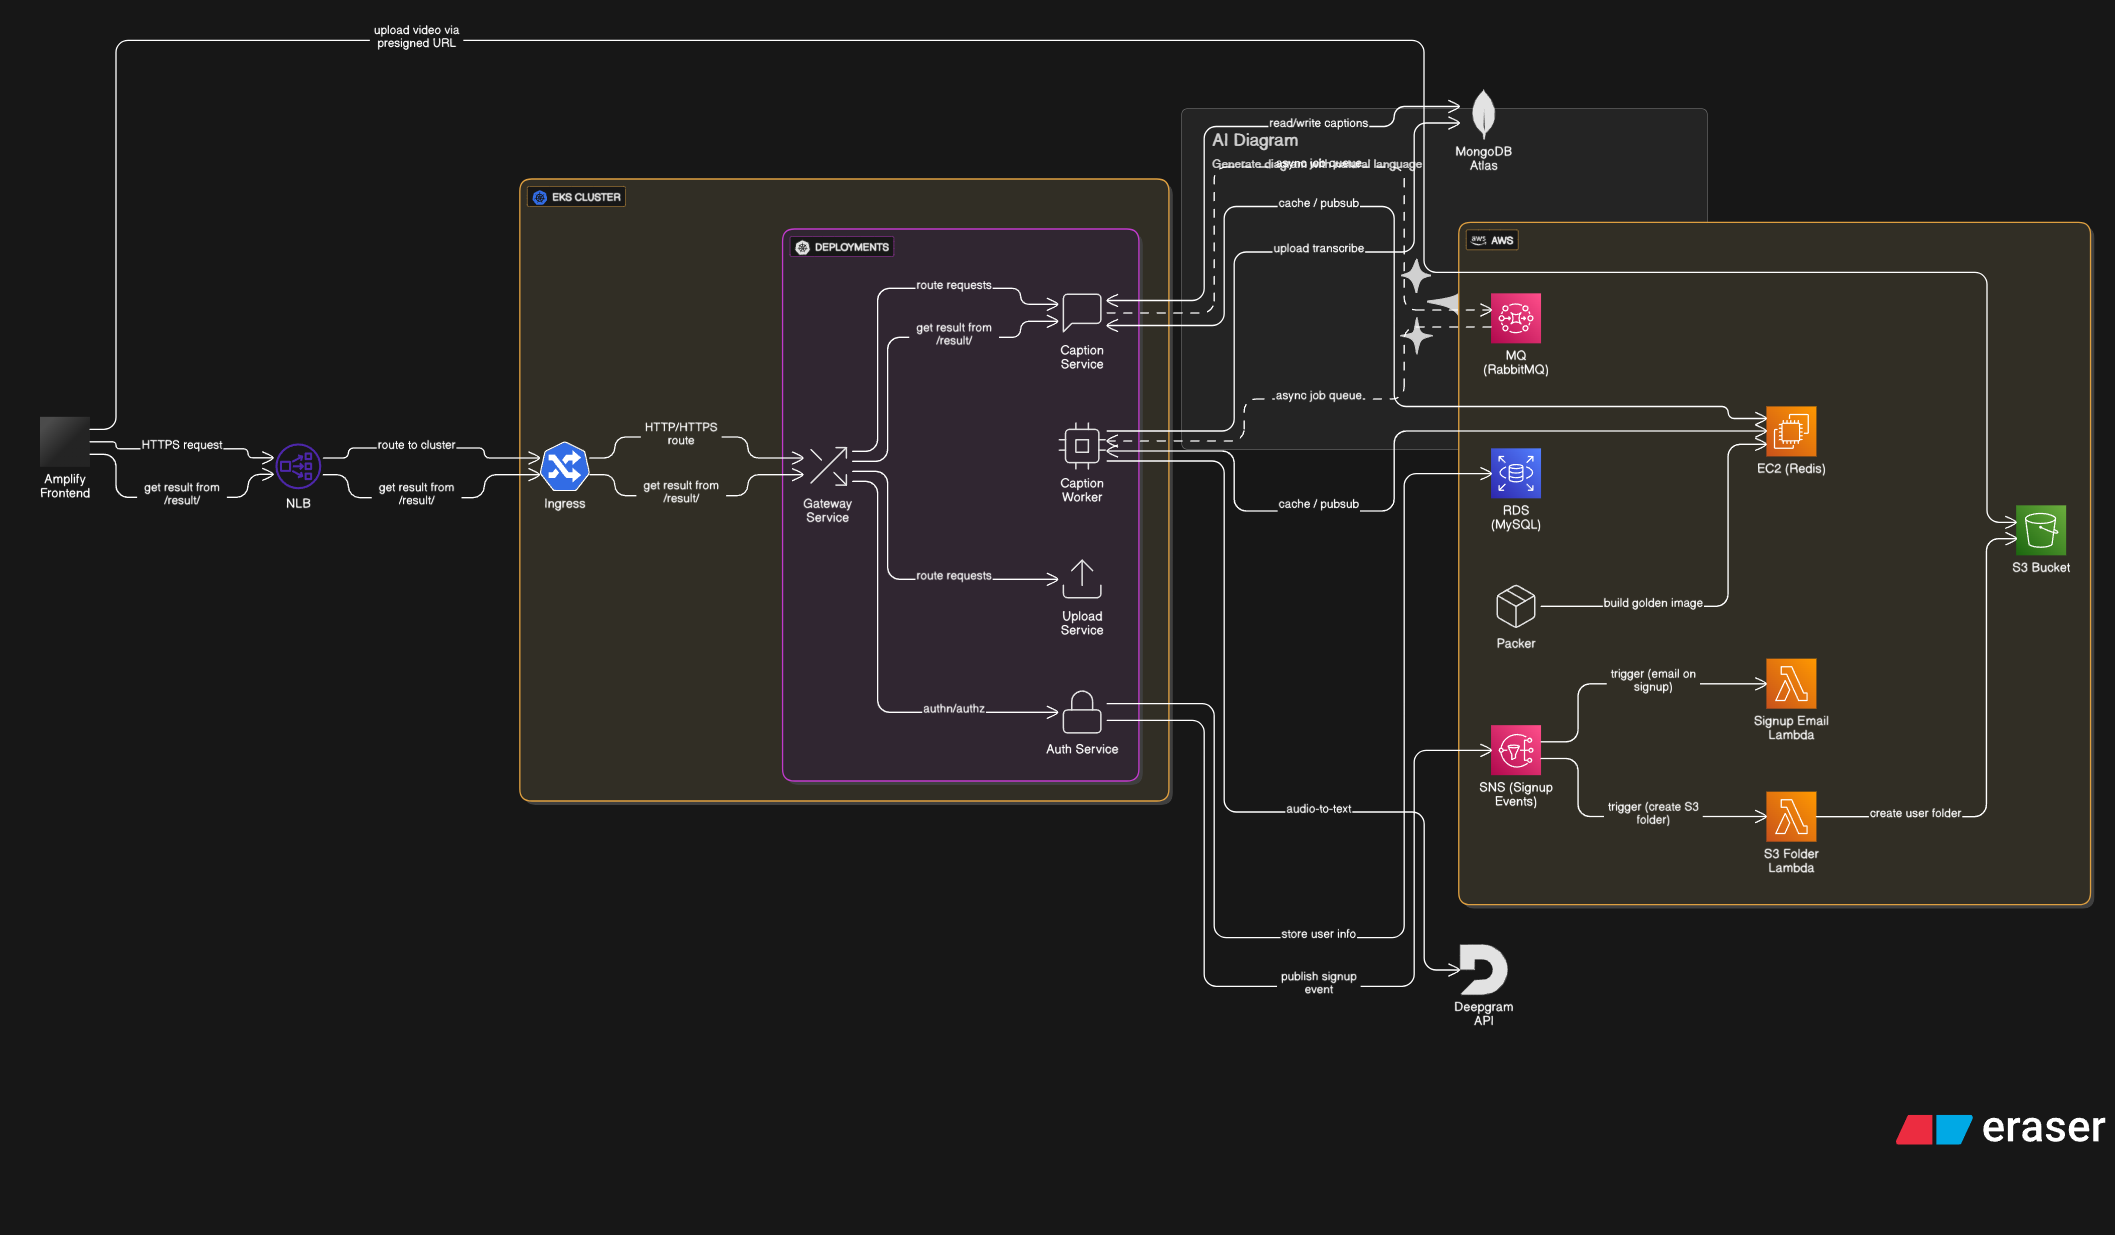 upload video via
presigned URL
MongoDB
Atlas
read/write captions
AI Diagram
Generate diagram with natural language
async job queue
EKS CLUSTER
cache / pubsub
aws AWS
DEPLOYMENTS
upload transcribe
route requests
get result from
/result/
Caption
Service
MQ
(RabbitMQ)
async job queue
HTTP/HTTPS
route
HTTPS request
route to cluster
EC2 (Redis)
Amplify
Frontend
get result from
/result/
NLB
get result from
/result/
Ingress
get result from
/result/
Gateway
Service
Caption
Worker
cache / pubsub
RDS
(MySQL)
S3 Bucket
route requests
build golden image
Upload
Service
Packer
trigger (email on
signup)
authn/authz
Signup Email
Lambda
Auth Service
SNS (Signup
Events)
audio-to-text
trigger (create S3
folder)
create user folder
S3 Folder
Lambda
store user info
publish signup
event
Deepgram
API
eraser